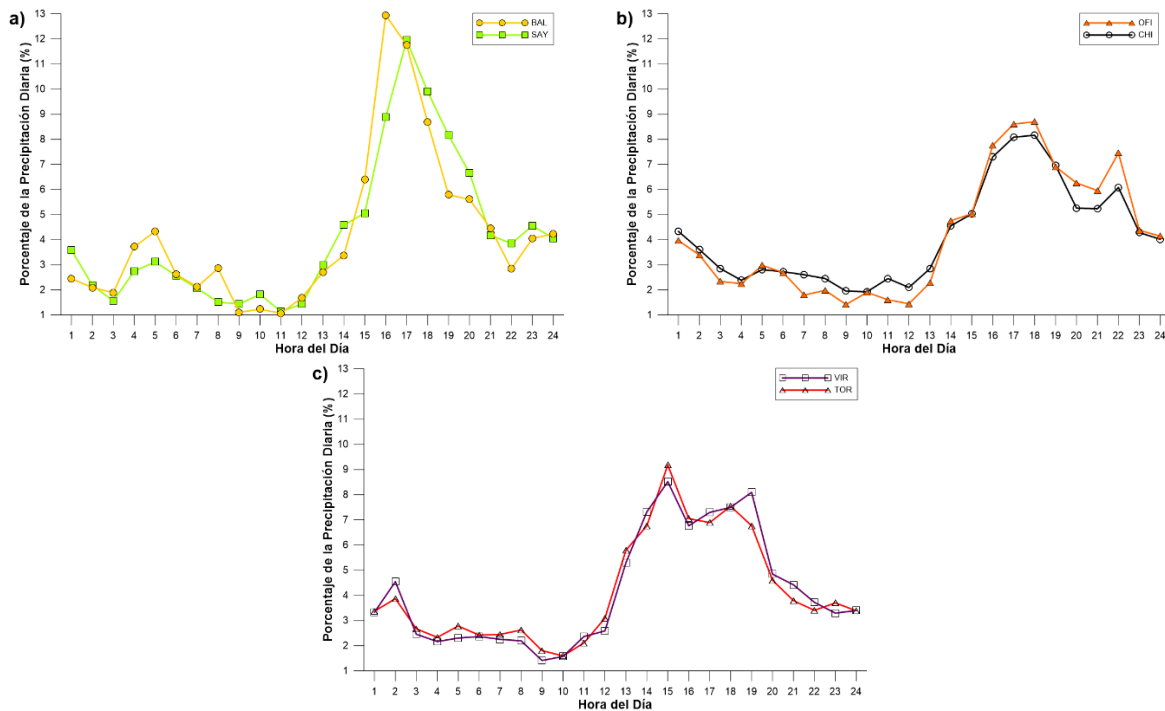 a)
BAL
SAY
Porcentaje de la Precipitación Diaria (%)
13
12
11
10
9
8
7
6
5
4
3
2
1
1 2 3 4 5 6 7 8 9 10 11 12 13 14 15 16 17 18 19 20 21 22 23 24
Hora del Día
b)
OFI
CHI
Porcentaje de la Precipitación Diaria (%)
13
12
11
10
9
8
7
6
5
4
3
2
1
1 2 3 4 5 6 7 8 9 10 11 12 13 14 15 16 17 18 19 20 21 22 23 24
Hora del Día
c)
VIR
TOR
Porcentaje de la Precipitación Diaria (%)
13
12
11
10
9
8
7
6
5
4
3
2
1
1 2 3 4 5 6 7 8 9 10 11 12 13 14 15 16 17 18 19 20 21 22 23 24
Hora del Día